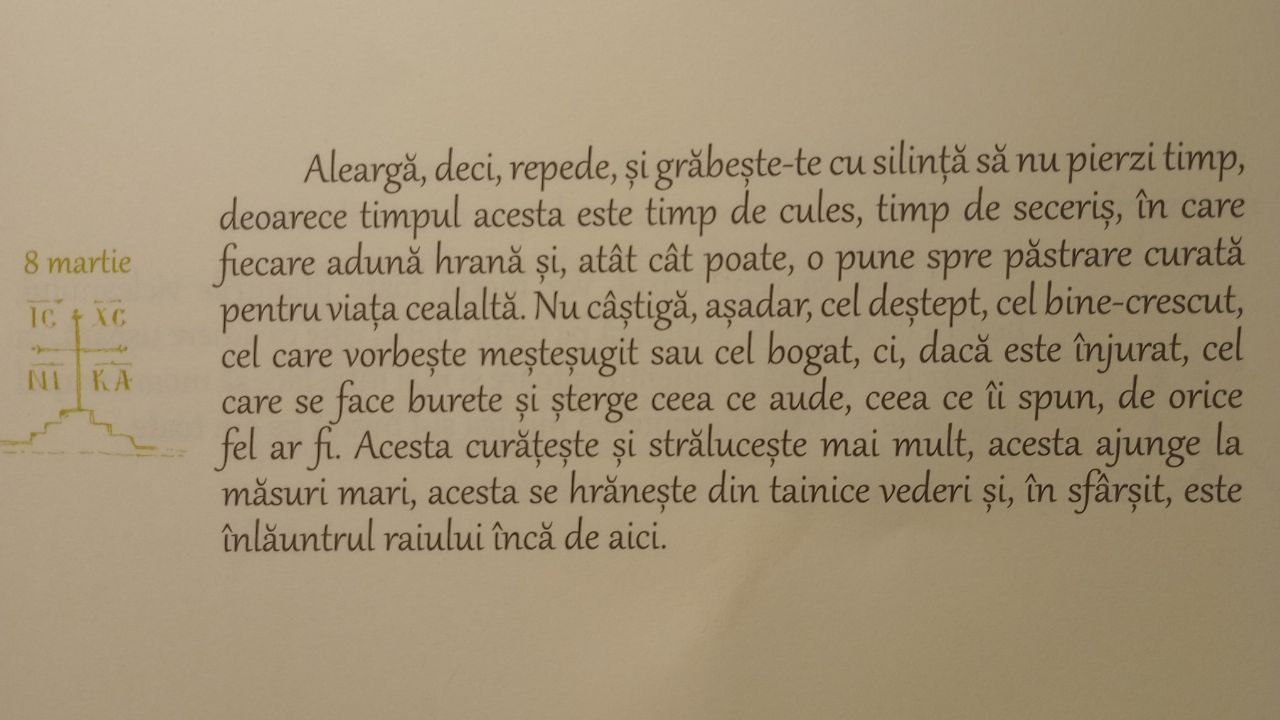 Aleargă, deci, repede, și grăbește-te cu silință să nu pierzi timp,
deoarece timpul acesta este timp de cules, timp de seceriș, în care
fiecare adună hrană și, atât cât poate, o pune spre păstrare curată
pentru viața cealaltă. Nu câștigă, așadar, cel deștept, cel bine-crescut,
cel care vorbește meșteșugit sau cel bogat, ci, dacă este înjurat, cel
care se face burete și șterge ceea ce aude, ceea ce îi spun, de orice
fel ar fi. Acesta curățește și strălucește mai mult, acesta ajunge la
măsuri mari, acesta se hrănește din tainice vederi și, în sfârșit, este
înlăuntrul raiului încă de aici.
8 martie
IC XC
NI KA